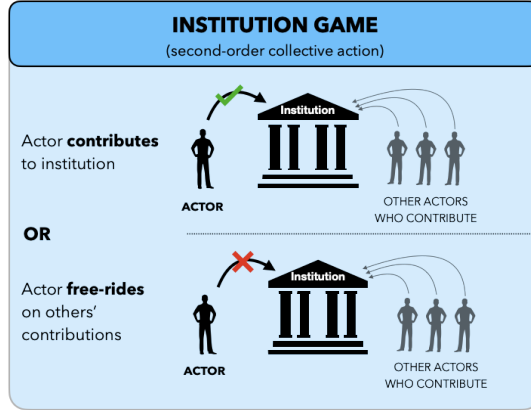 INSTITUTION GAME
(second-order collective action)
Institution
Actor contributes
to institution
ACTOR
OTHER ACTORS
WHO CONTRIBUTE
OR
Institution
Actor free-rides
on others’
contributions
ACTOR
OTHER ACTORS
WHO CONTRIBUTE